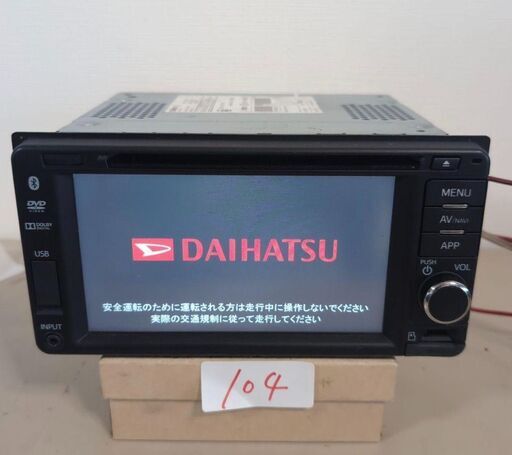 DVD
VIDEO
DOLBY
DIGITAL
USB
INPUT
DAIHATSU
安全運転のために運転される方は走行中に操作しないでください
実際の交通規制に従って走行してください
MENU
AV(NAVI)
APP
PUSH
VOL
104